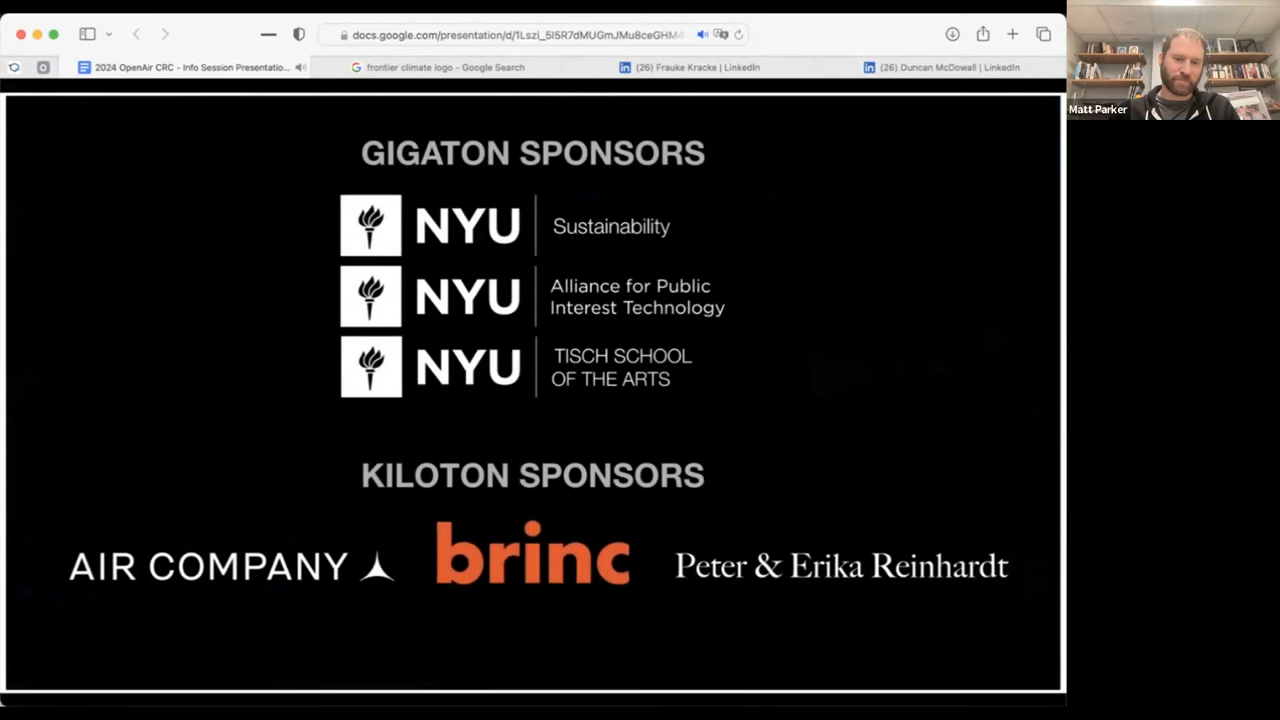 docs.google.com/presentation/d/1Lszi_5I5R7dMUGmJMu8ceGHM4
2024 OpenAir CRC - Info Session Presentatio...
frontier climate logo - Google Search
(26) Frauke Kracke | LinkedIn
(26) Duncan McDowall | LinkedIn
Matt Parker
GIGATON SPONSORS
NYU Sustainability
NYU Alliance for Public
Interest Technology
NYU TISCH SCHOOL
OF THE ARTS
KILOTON SPONSORS
AIR COMPANY
brinc
Peter & Erika Reinhardt